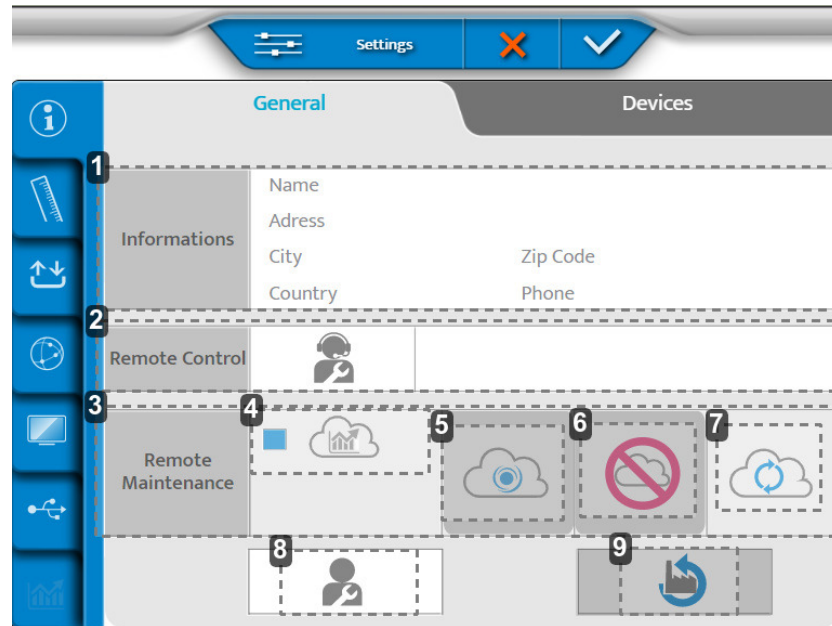 Settings
General
Devices
1
Informations
Name
Adress
City
Zip Code
Country
Phone
2
Remote Control
3
Remote
Maintenance
4
5
6
7
8
9